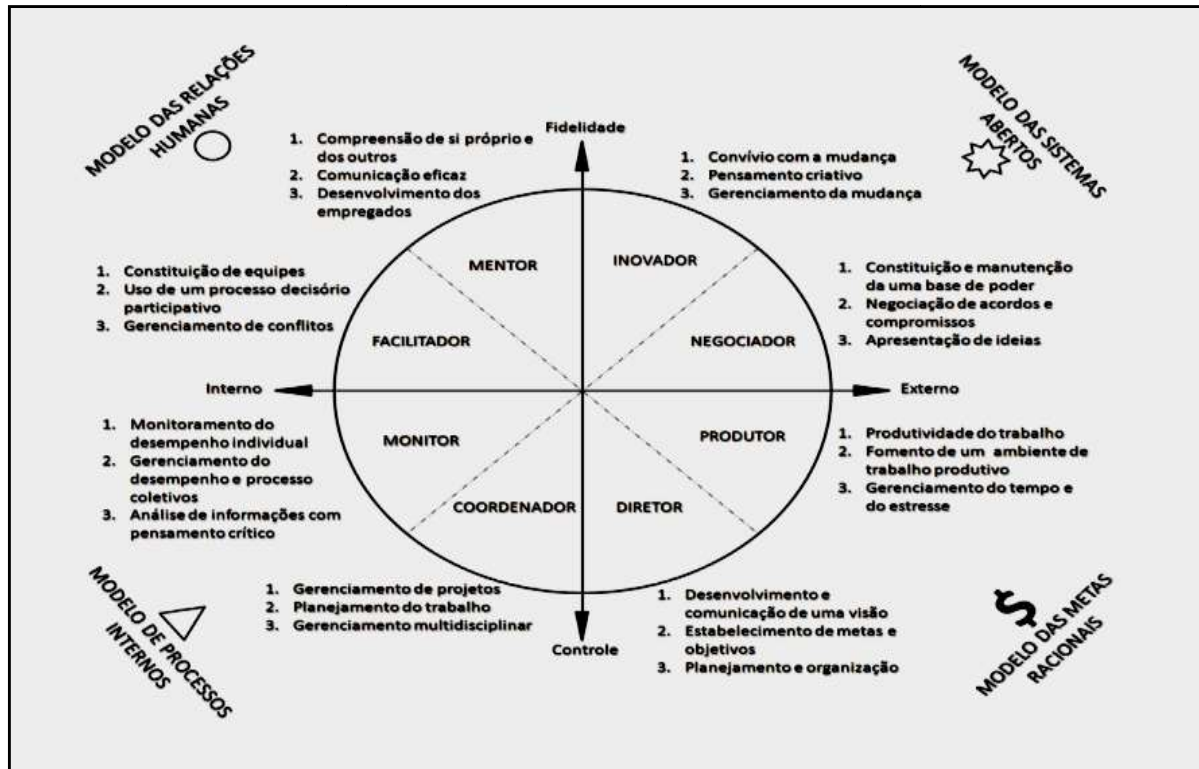 MODELO DAS RELAÇÕES
HUMANAS
MODELO DAS SISTEMAS
ABERTOS
Fidelidade
1. Compreensão de si próprio e
dos outros
2. Comunicação eficaz
3. Desenvolvimento dos
empregados
1. Convívio com a mudança
2. Pensamento criativo
3. Gerenciamento da mudança
MENTOR
INOVADOR
1. Constituição de equipes
2. Uso de um processo decisório
participativo
3. Gerenciamento de conflitos
1. Constituição e manutenção
da uma base de poder
2. Negociação de acordos e
compromissos
3. Apresentação de ideias
FACILITADOR
NEGOCIADOR
Interno
Externo
1. Monitoramento do
desempenho individual
2. Gerenciamento do
desempenho e processo
coletivos
3. Análise de informações com
pensamento crítico
MONITOR
PRODUTOR
1. Produtividade do trabalho
2. Fomento de um ambiente de
trabalho produtivo
3. Gerenciamento do tempo e
do estresse
COORDENADOR
DIRETOR
MODELO DE PROCESSOS
INTERNOS
1. Gerenciamento de projetos
2. Planejamento do trabalho
3. Gerenciamento multidisciplinar
Controle
1. Desenvolvimento e
comunicação de uma visão
2. Estabelecimento de metas e
objetivos
3. Planejamento e organização
$
MODELO DAS METAS
RACIONAIS